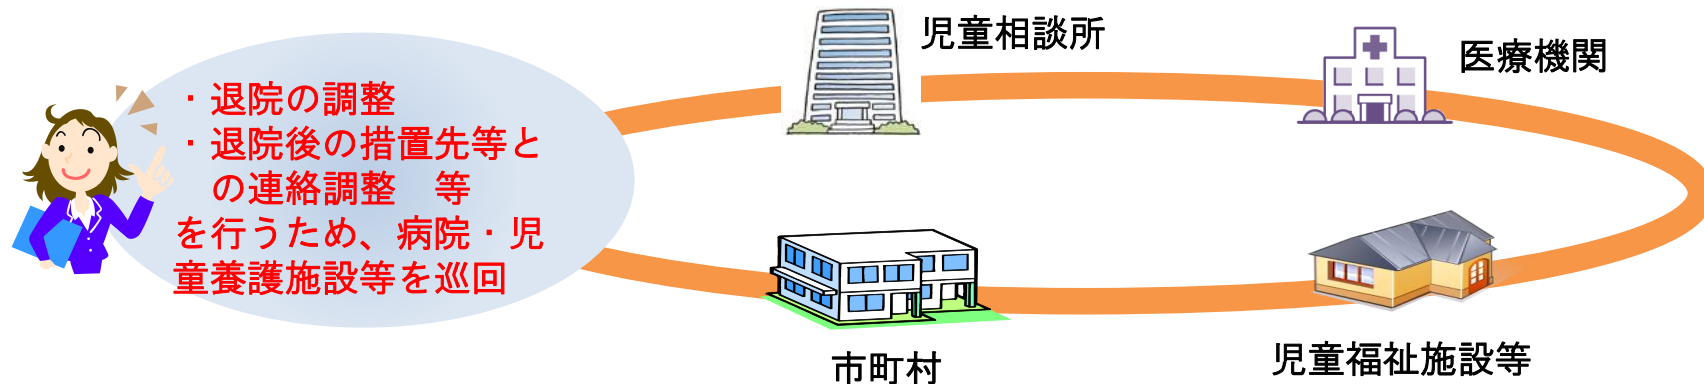 ・退院の調整
・退院後の措置先等と
の連絡調整　等
を行うため、病院・児
童養護施設等を巡回
児童相談所
医療機関
市町村
児童福祉施設等